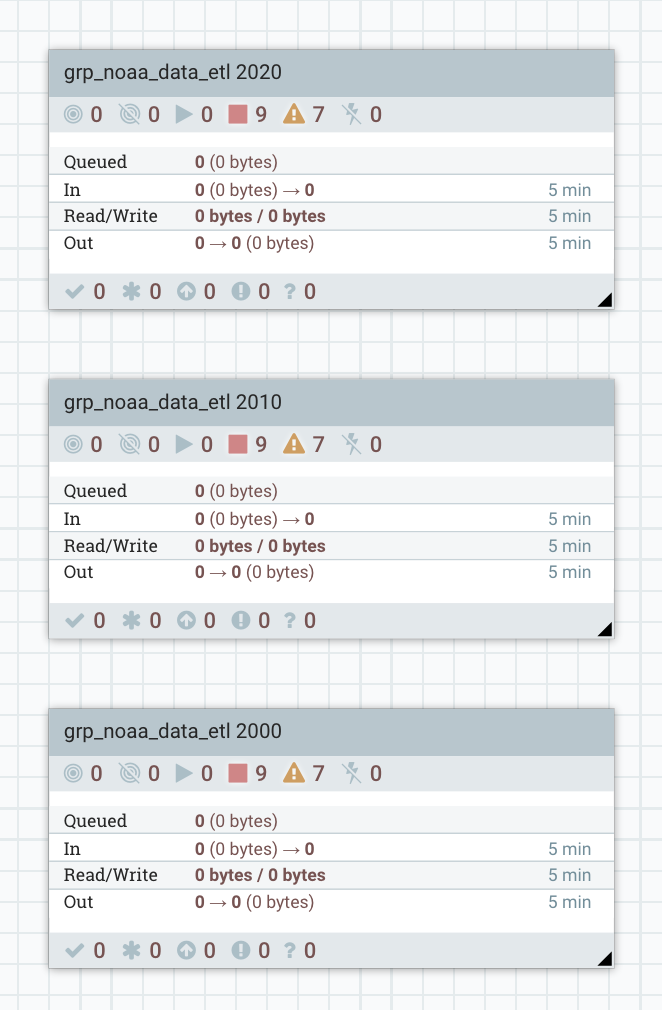 grp_noaa_data_etl 2020
0 0 0 9 7 0
Queued 0 (0 bytes)
In 0 (0 bytes) → 0 5 min
Read/Write 0 bytes / 0 bytes 5 min
Out 0 → 0 (0 bytes) 5 min
0 0 0 0 ? 0
grp_noaa_data_etl 2010
0 0 0 9 7 0
Queued 0 (0 bytes)
In 0 (0 bytes) → 0 5 min
Read/Write 0 bytes / 0 bytes 5 min
Out 0 → 0 (0 bytes) 5 min
0 0 0 0 ? 0
grp_noaa_data_etl 2000
0 0 0 9 7 0
Queued 0 (0 bytes)
In 0 (0 bytes) → 0 5 min
Read/Write 0 bytes / 0 bytes 5 min
Out 0 → 0 (0 bytes) 5 min
0 0 0 0 ? 0